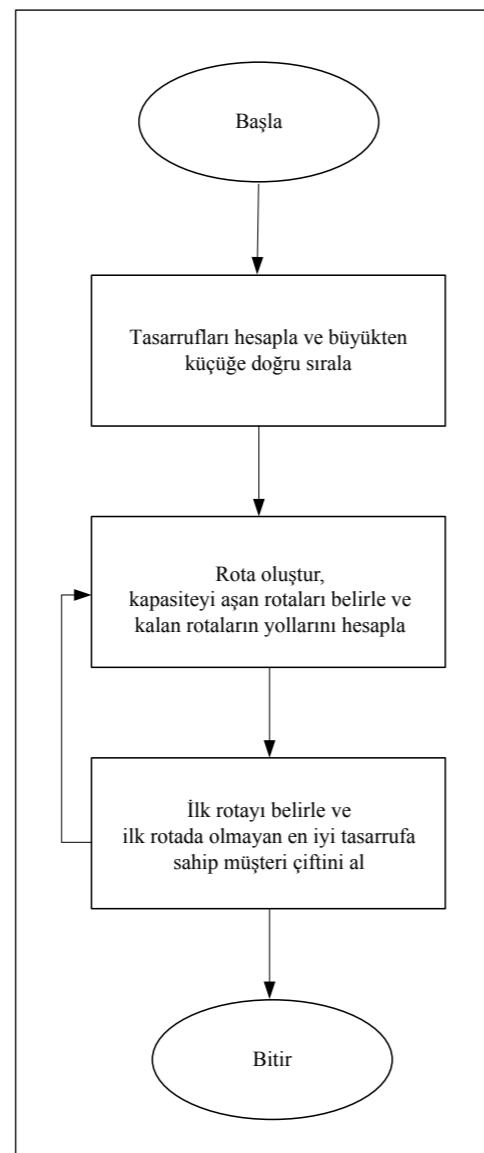 Başla
Tasarrufları hesapla ve büyükten
küçüğe doğru sırala
Rota oluştur,
kapasiteyi aşan rotaları belirle ve
kalan rotaların yollarını hesapla
İlk rotayı belirle ve
ilk rotada olmayan en iyi tasarrufa
sahip müşteri çiftini al
Bitir